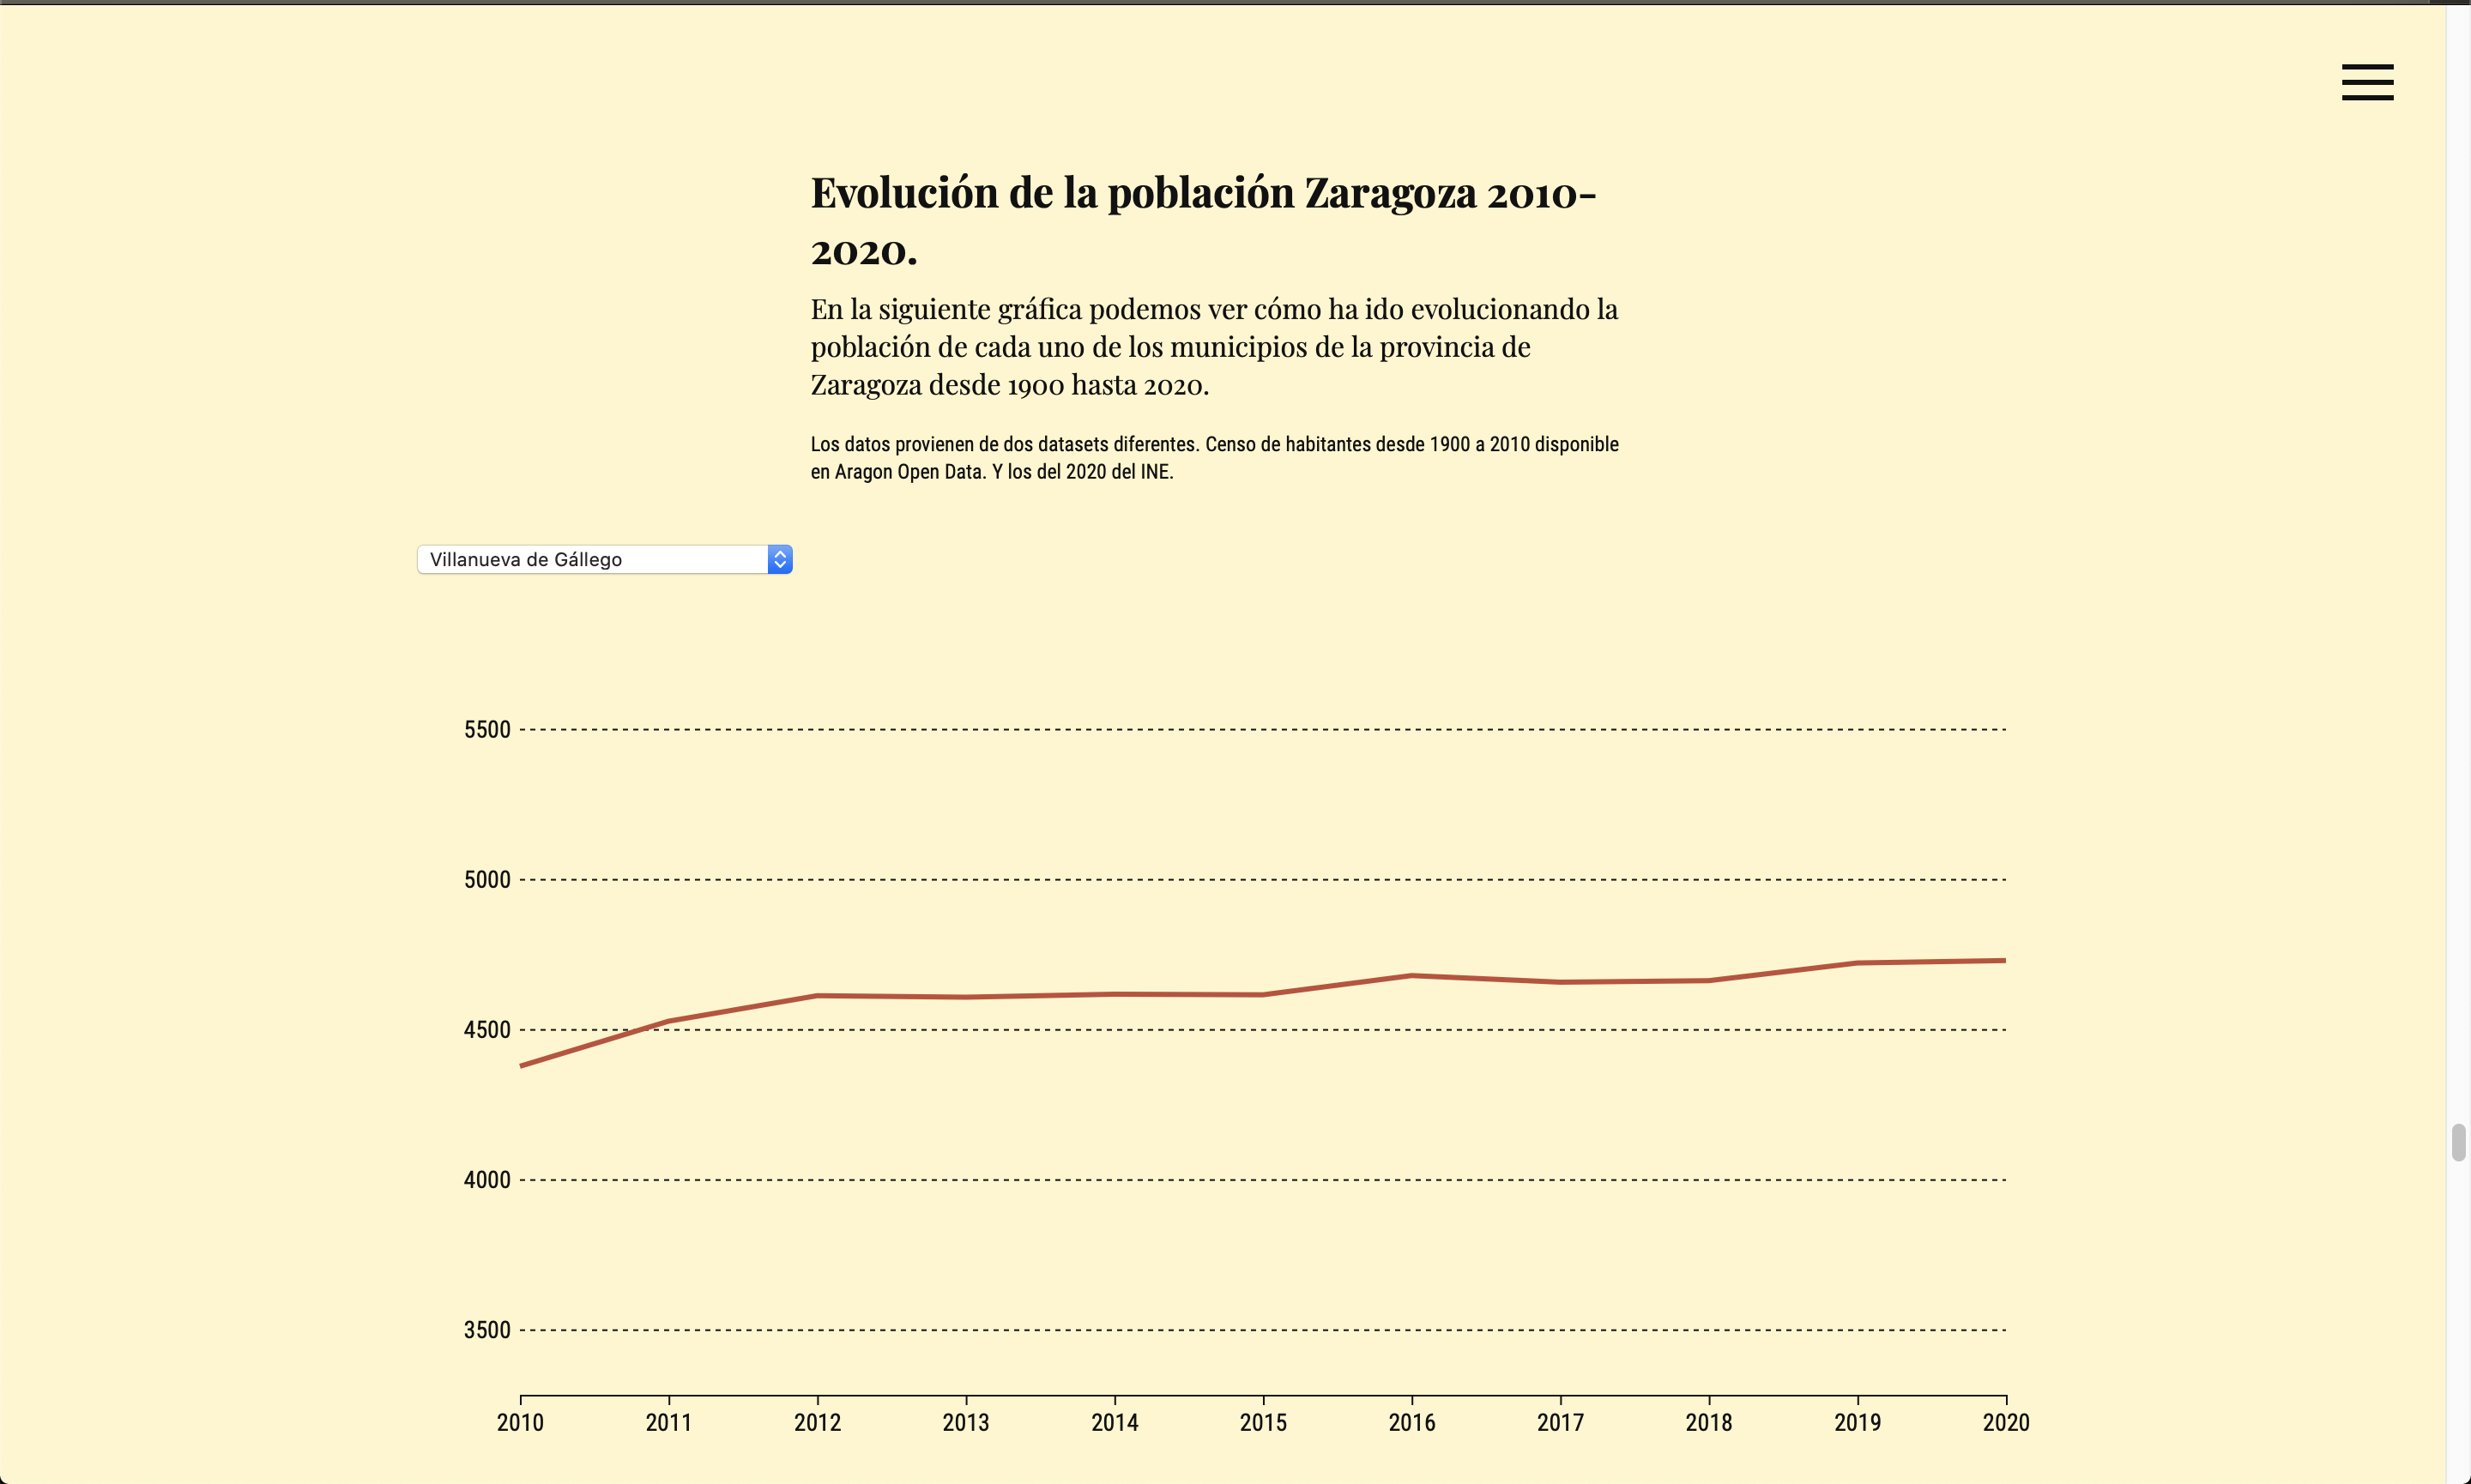 Evolución de la población Zaragoza 2010-
2020.
En la siguiente gráfica podemos ver cómo ha ido evolucionando la
población de cada uno de los municipios de la provincia de
Zaragoza desde 1900 hasta 2020.
Los datos provienen de dos datasets diferentes. Censo de habitantes desde 1900 a 2010 disponible
en Aragon Open Data. Y los del 2020 del INE.
Villanueva de Gállego
5500
5000
4500
4000
3500
2010 2011 2012 2013 2014 2015 2016 2017 2018 2019 2020